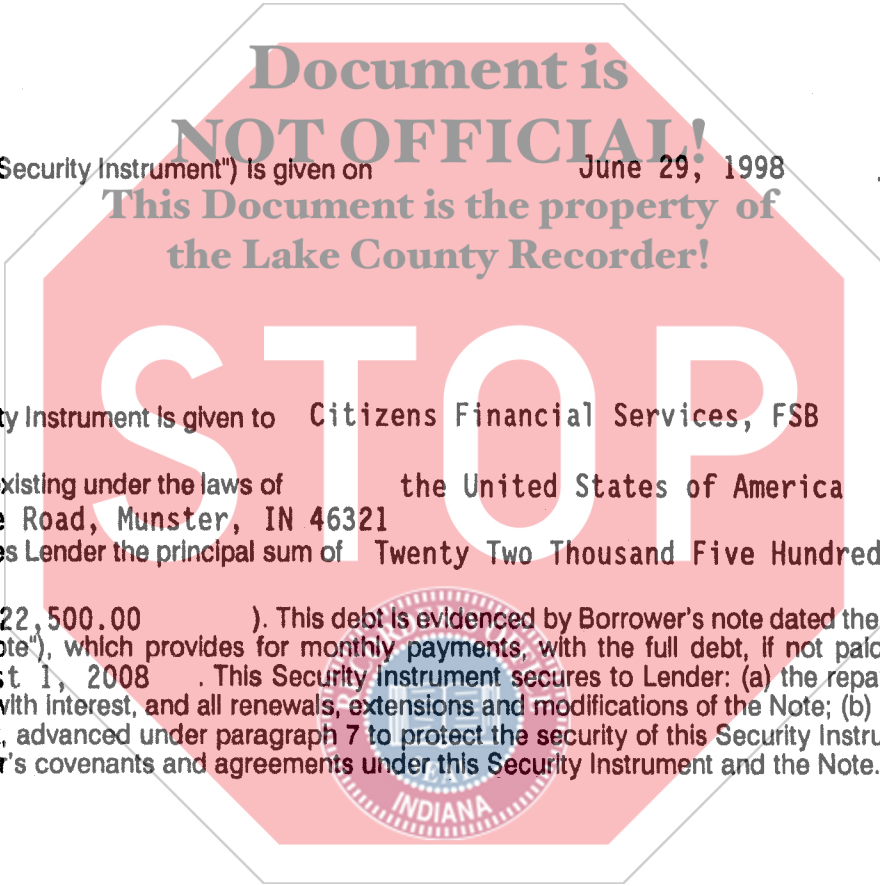 Document is
NOT OFFICIAL!
Security Instrument") is given on June 29, 1998
This Document is the property of
the Lake County Recorder!
STOP
ty Instrument is given to Citizens Financial Services, FSB
xisting under the laws of the United States of America
e Road, Munster, IN 46321
es Lender the principal sum of Twenty Two Thousand Five Hundred
22,500.00 ). This debt is evidenced by Borrower's note dated the
ote"), which provides for monthly payments, with the full debt, if not paid
st 1, 2008 . This Security Instrument secures to Lender: (a) the repa
with interest, and all renewals, extensions and modifications of the Note; (b)
, advanced under paragraph 7 to protect the security of this Security Instru
r's covenants and agreements under this Security Instrument and the Note.
SEAL
INDIANA